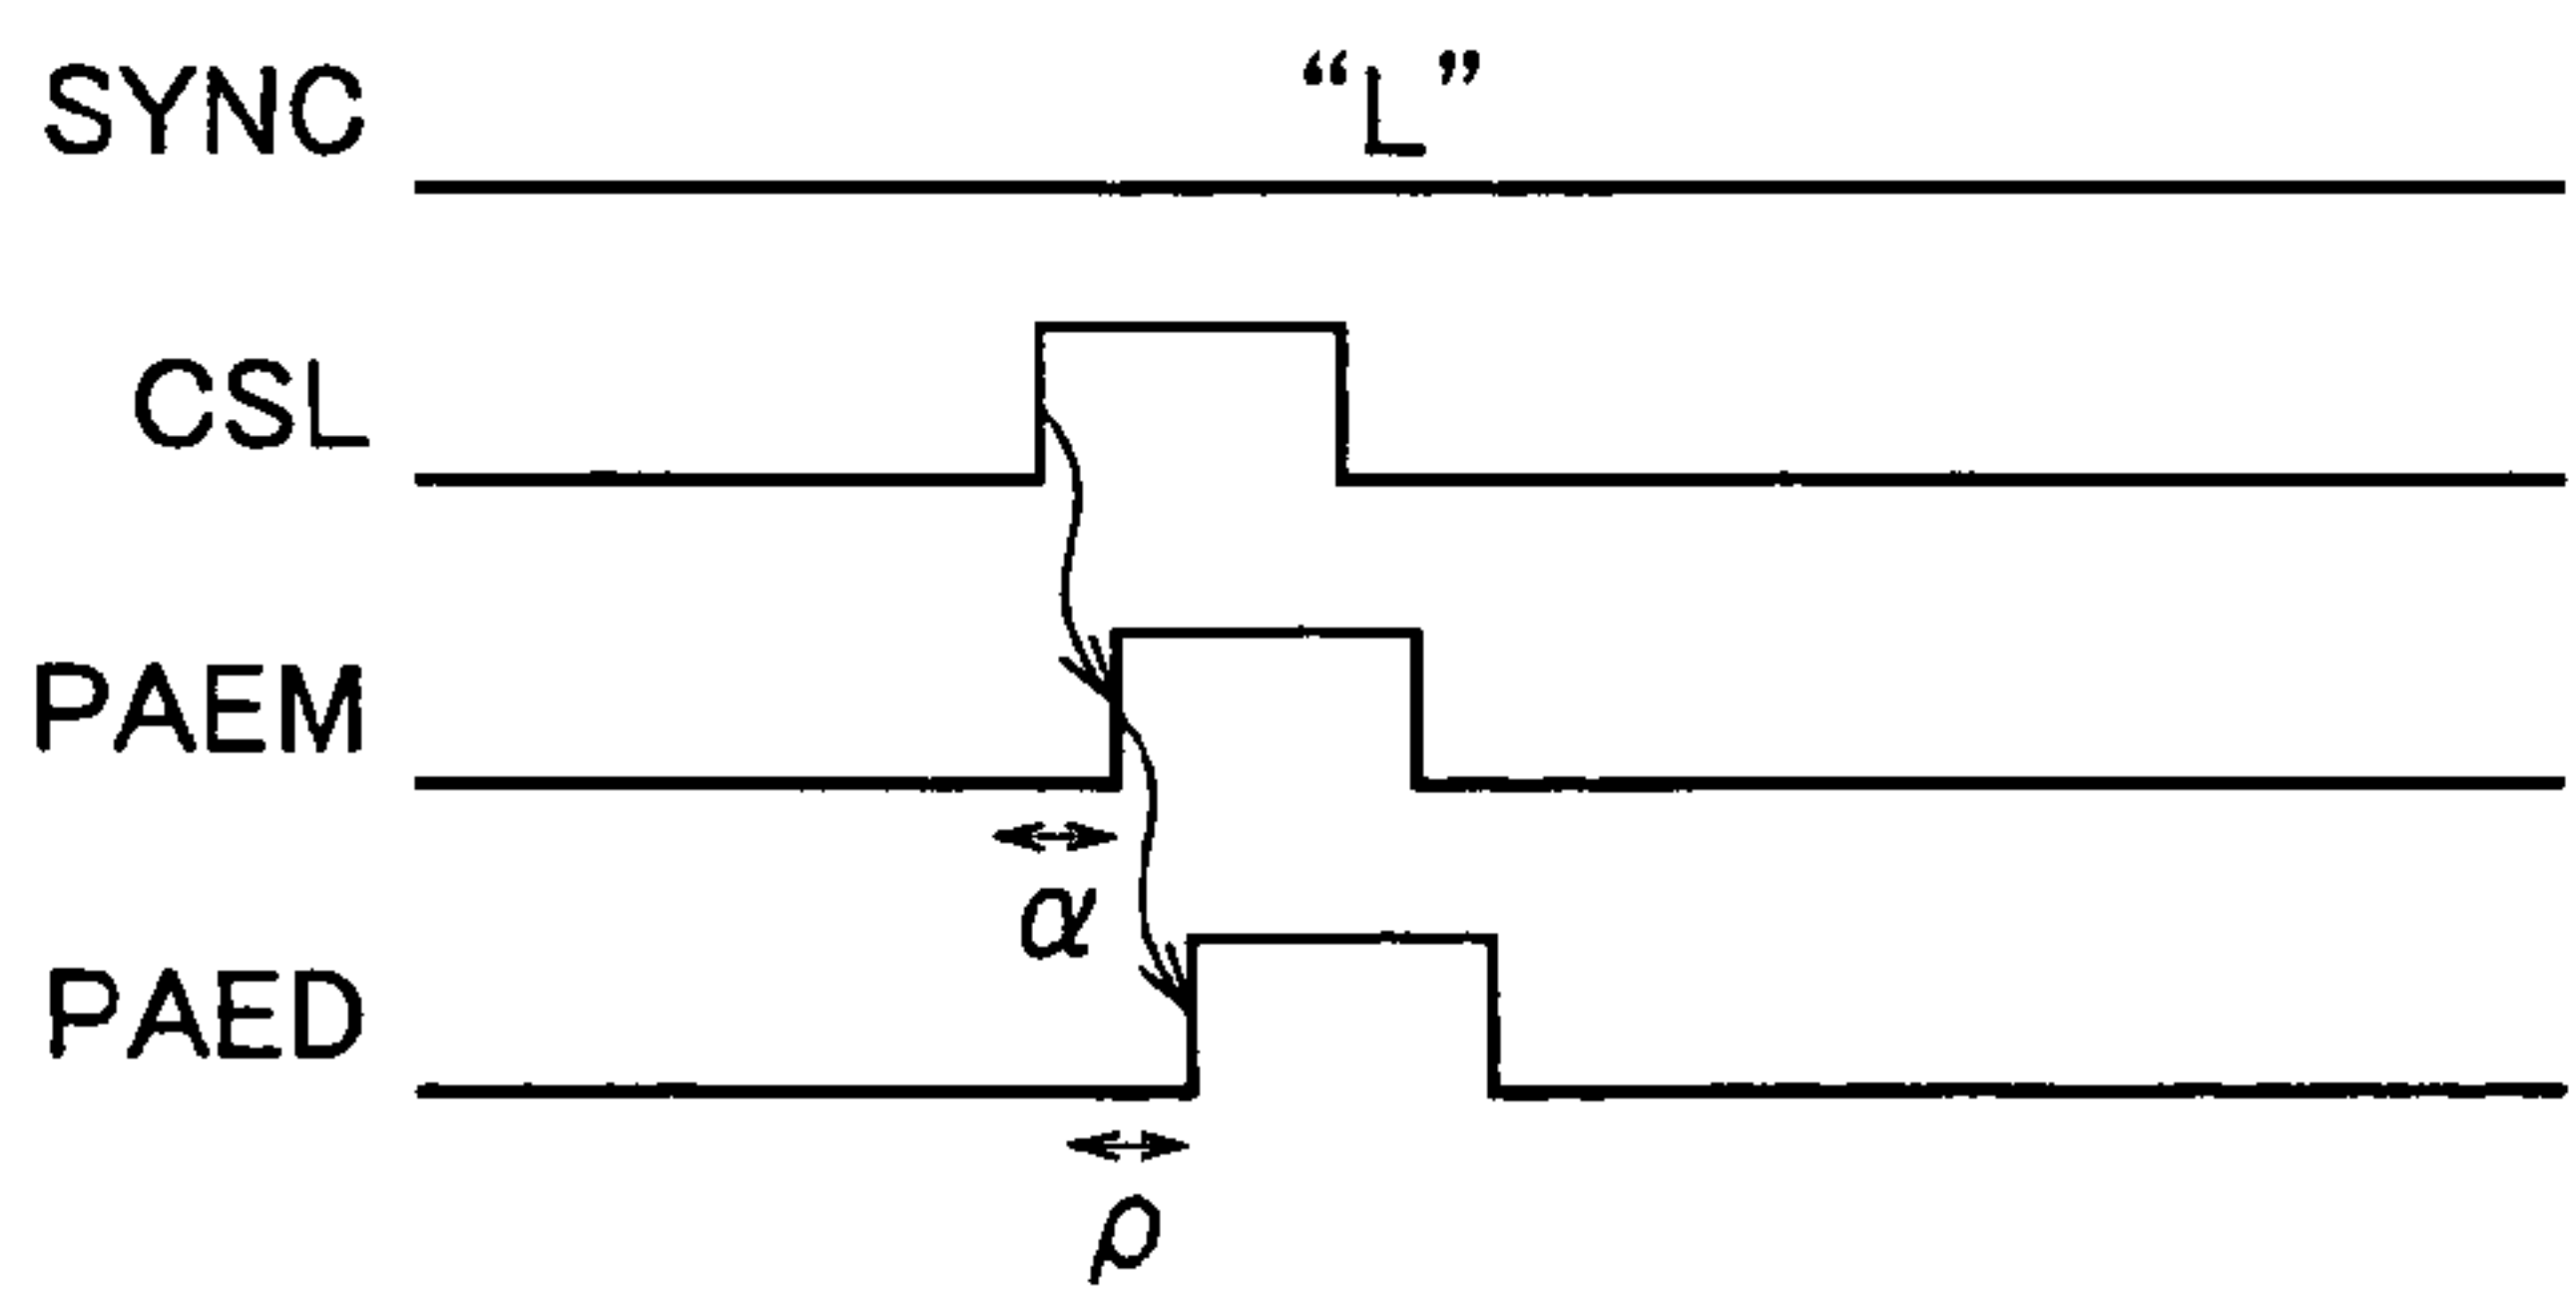 SYNC “L”
CSL
PAEM
α
PAED
ρ